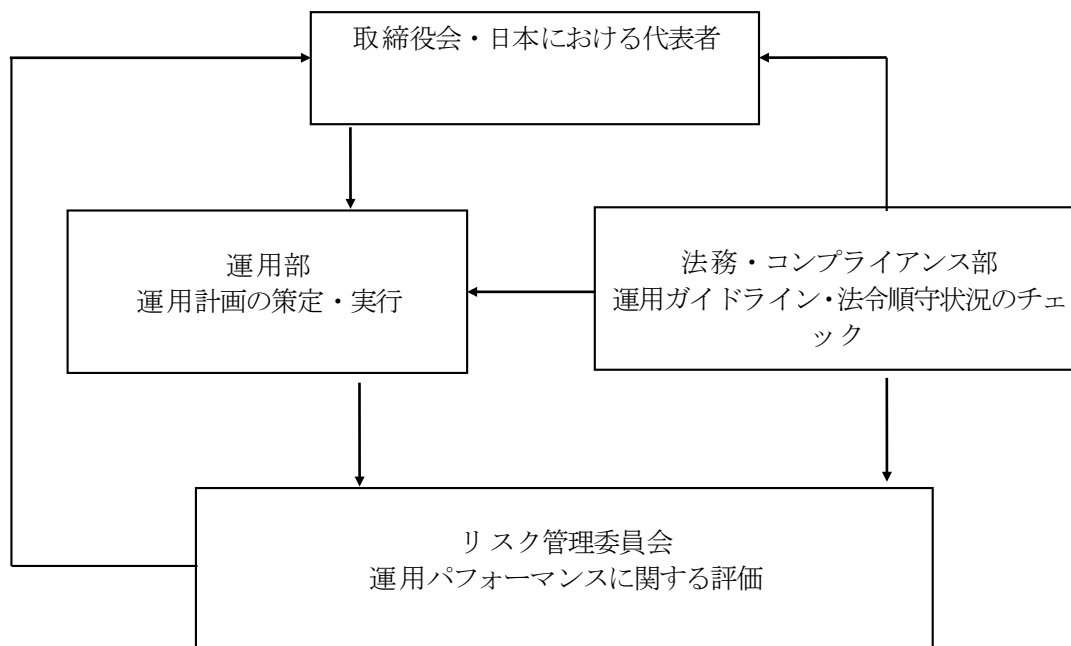 取締役会・日本における代表者
運用部
運用計画の策定・実行
法務・コンプライアンス部
運用ガイドライン・法令順守状況のチェ
ック
リスク管理委員会
運用パフォーマンスに関する評価